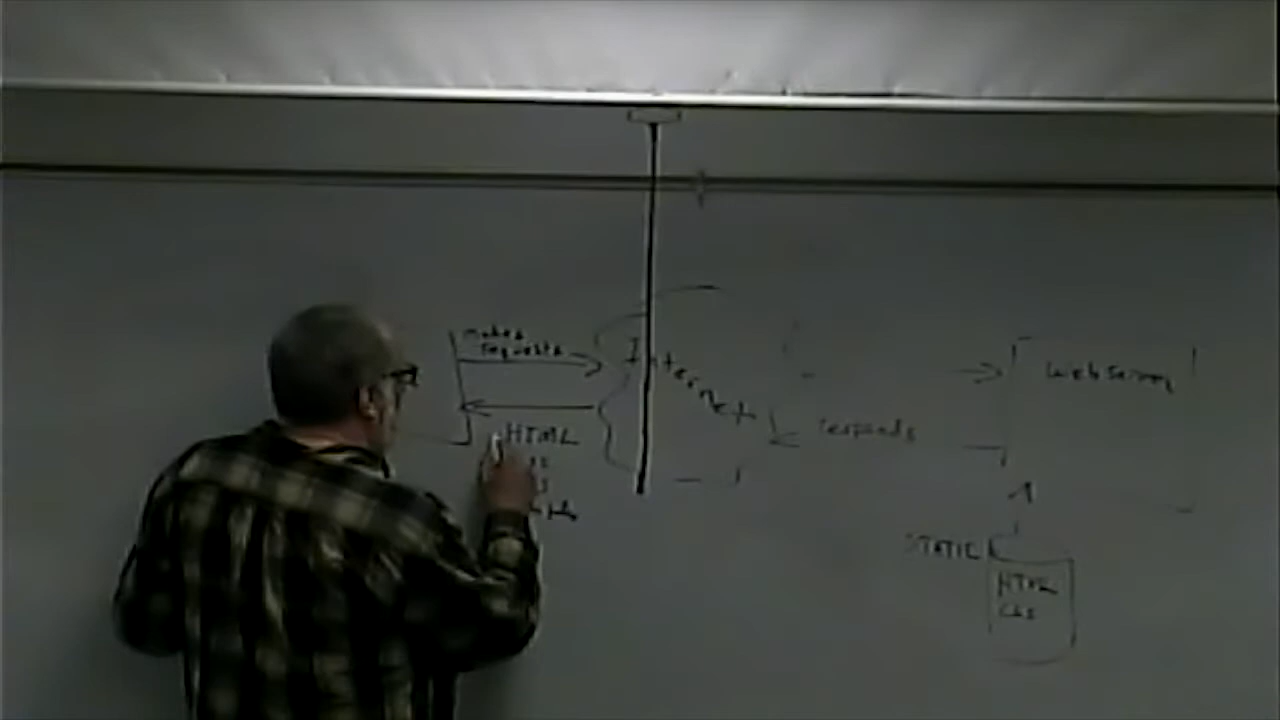 makes
requests
Internet
Web Server
responds
HTML
STATIC
HTML
CSS